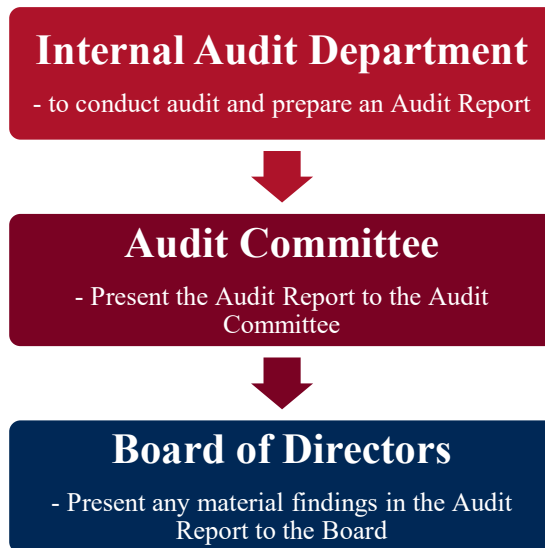 Internal Audit Department
- to conduct audit and prepare an Audit Report
Audit Committee
- Present the Audit Report to the Audit
Committee
Board of Directors
- Present any material findings in the Audit
Report to the Board